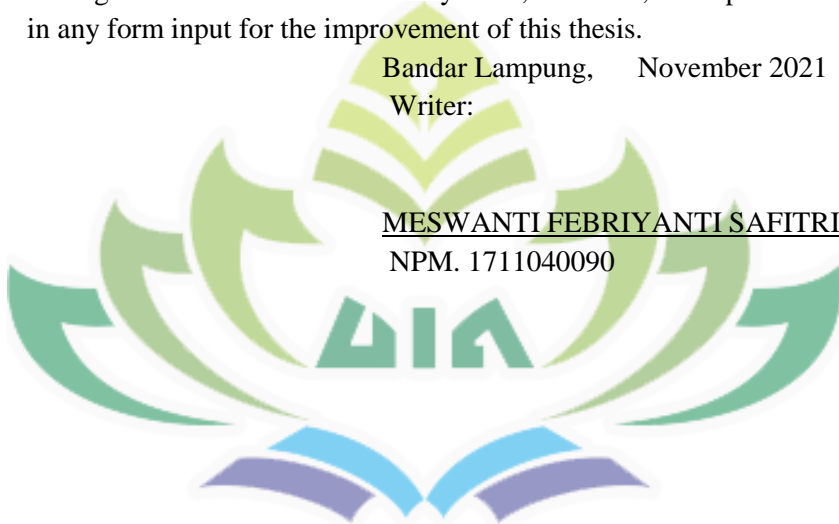 in any form input for the improvement of this thesis.
Bandar Lampung, November 2021
Writer:
MESWANTI FEBRIYANTI SAFITRI
NPM. 1711040090
UIN